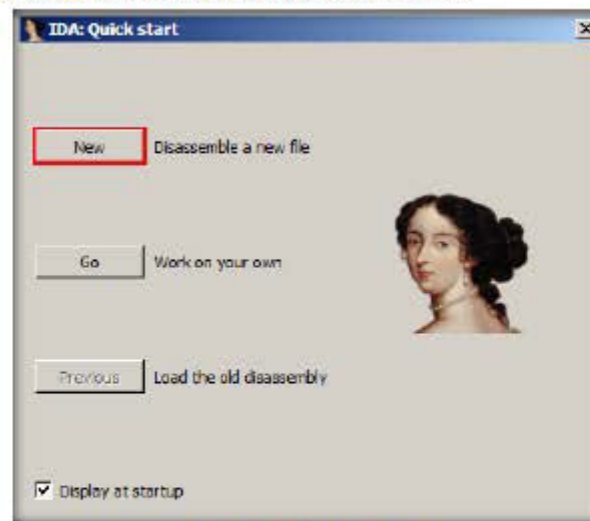 IDA: Quick start
New
Disassemble a new file
Go
Work on your own
Previous
Load the old disassembly
Display at startup